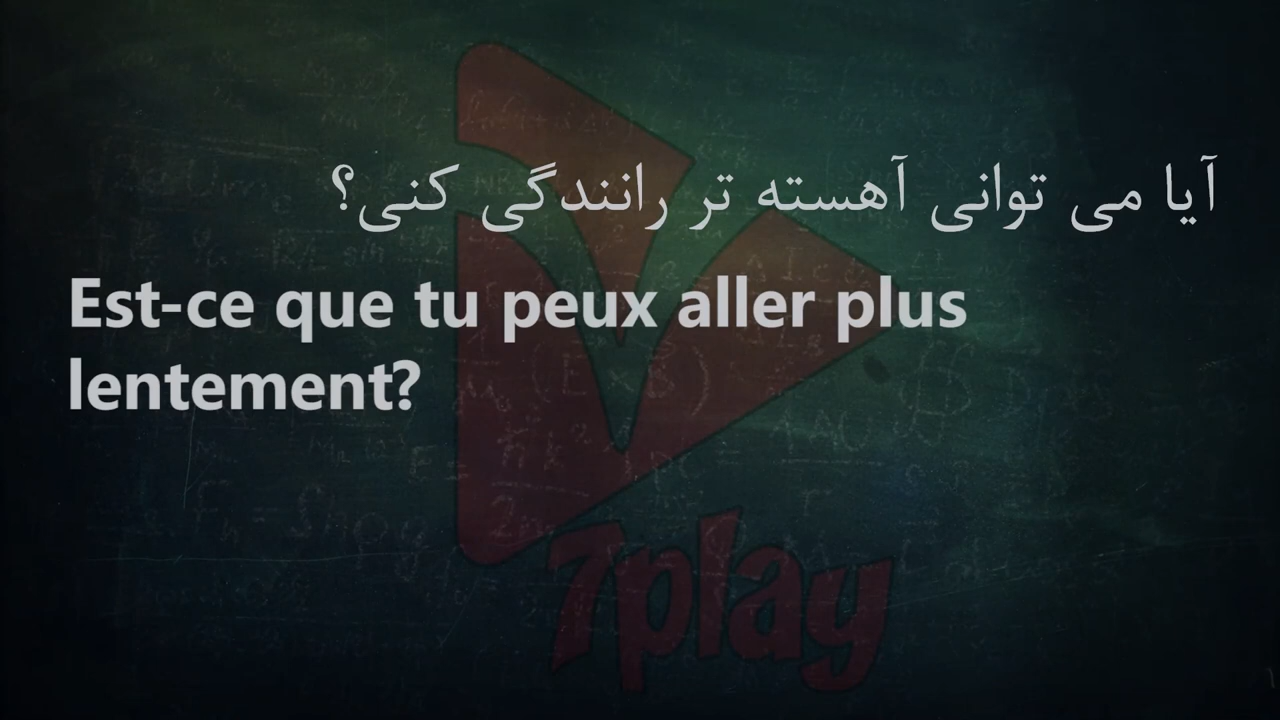 آیا می توانی آهسته تر رانندگی کنی؟
Est-ce que tu peux aller plus
lentement?
7play